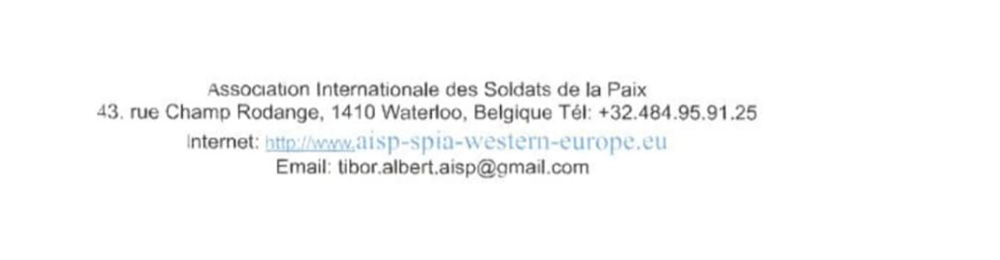 Association Internationale des Soldats de la Paix
43, rue Champ Rodange, 1410 Waterloo, Belgique Tél: +32.484.95.91.25
Internet: http://www.aisp-spia-western-europe.eu
Email: tibor.albert.aisp@gmail.com